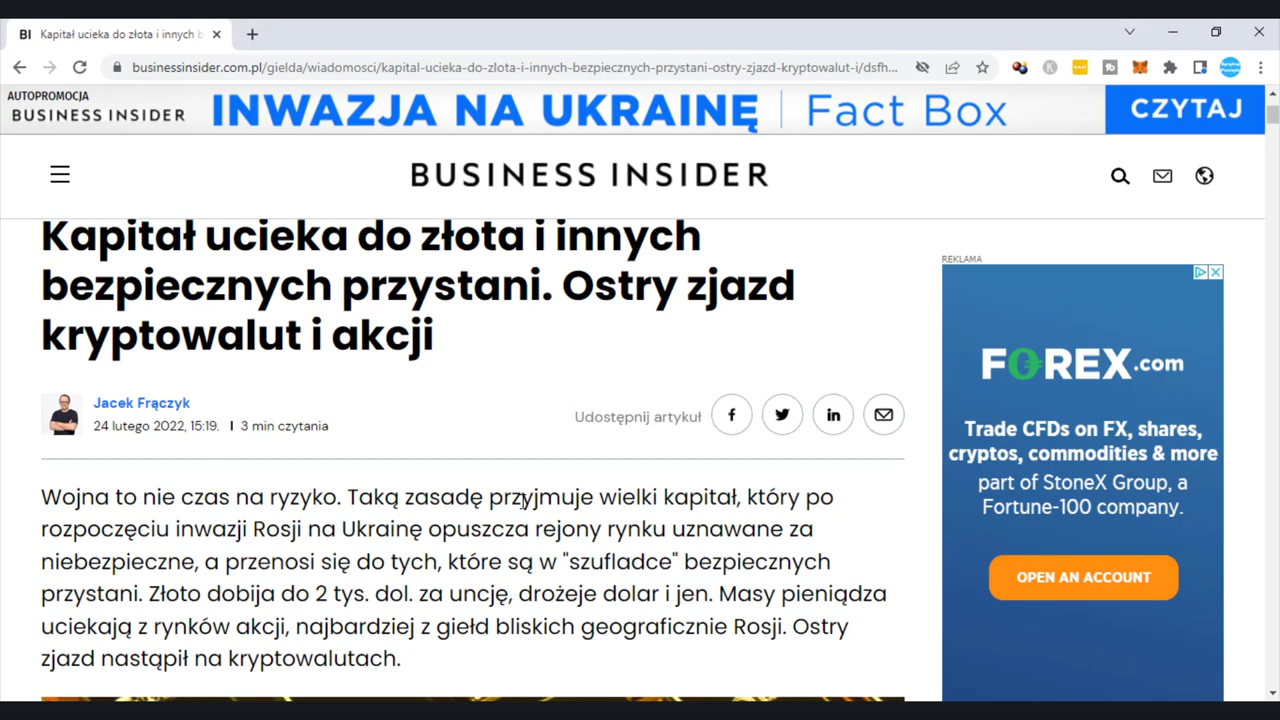 BI Kapitał ucieka do złota i innych b
businessinsider.com.pl/gielda/wiadomosci/kapital-ucieka-do-zlota-i-innych-bezpiecznych-przystani-ostry-zjazd-kryptowalut-i/dsfh...
AUTOPROMOCJA
BUSINESS INSIDER
INWAZJA NA UKRAINĘ | Fact Box
CZYTAJ
BUSINESS INSIDER
Kapitał ucieka do złota i innych
bezpiecznych przystani. Ostry zjazd
kryptowalut i akcji
Jacek Frączyk
24 lutego 2022, 15:19. | 3 min czytania
Udostępnij artykuł
Wojna to nie czas na ryzyko. Taką zasadę przyjmuje wielki kapitał, który po
rozpoczęciu inwazji Rosji na Ukrainę opuszcza rejony rynku uznawane za
niebezpieczne, a przenosi się do tych, które są w "szufladce" bezpiecznych
przystani. Złoto dobija do 2 tys. dol. za uncję, drożeje dolar i jen. Masy pieniądza
uciekają z rynków akcji, najbardziej z giełd bliskich geograficznie Rosji. Ostry
zjazd nastąpił na kryptowalutach.
REKLAMA
FOREX.com
Trade CFDs on FX, shares,
cryptos, commodities & more
part of StoneX Group, a
Fortune-100 company.
OPEN AN ACCOUNT